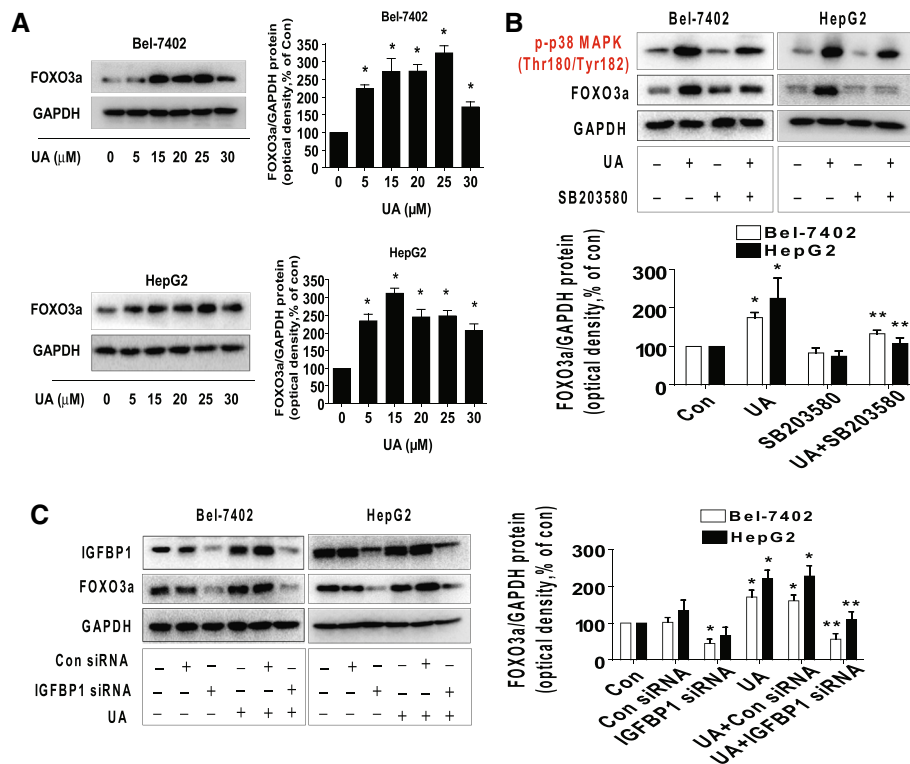 A
Bel-7402
FOXO3a
GAPDH
UA (µM) 0 5 15 20 25 30
Bel-7402
FOXO3a/GAPDH protein
(optical density,% of Con)
350
300
250
200
150
100
50
0
* * * * *
0 5 15 20 25 30
UA (µM)
HepG2
FOXO3a
GAPDH
UA (µM) 0 5 15 20 25 30
HepG2
FOXO3a/GAPDH protein
(optical density,% of con)
350
300
250
200
150
100
50
0
* * * * *
0 5 15 20 25 30
UA (µM)
B
Bel-7402 HepG2
p-p38 MAPK
(Thr180/Tyr182)
FOXO3a
GAPDH
UA – + – + – + – +
SB203580 – – + + – – + +
Bel-7402
HepG2
FOXO3a/GAPDH protein
(optical density,% of con)
300
200
100
0
* * ** **
Con UA SB203580 UA+SB203580
C
Bel-7402 HepG2
IGFBP1
FOXO3a
GAPDH
Con siRNA – + – – + – – + – – + –
IGFBP1 siRNA – – + – – + – – + – – +
UA – – – + + + – – – + + +
Bel-7402
HepG2
FOXO3a/GAPDH protein
(optical density,% of con)
300
200
100
0
* * * * * ** **
Con Con siRNA IGFBP1 siRNA UA UA+Con siRNA UA+IGFBP1 siRNA